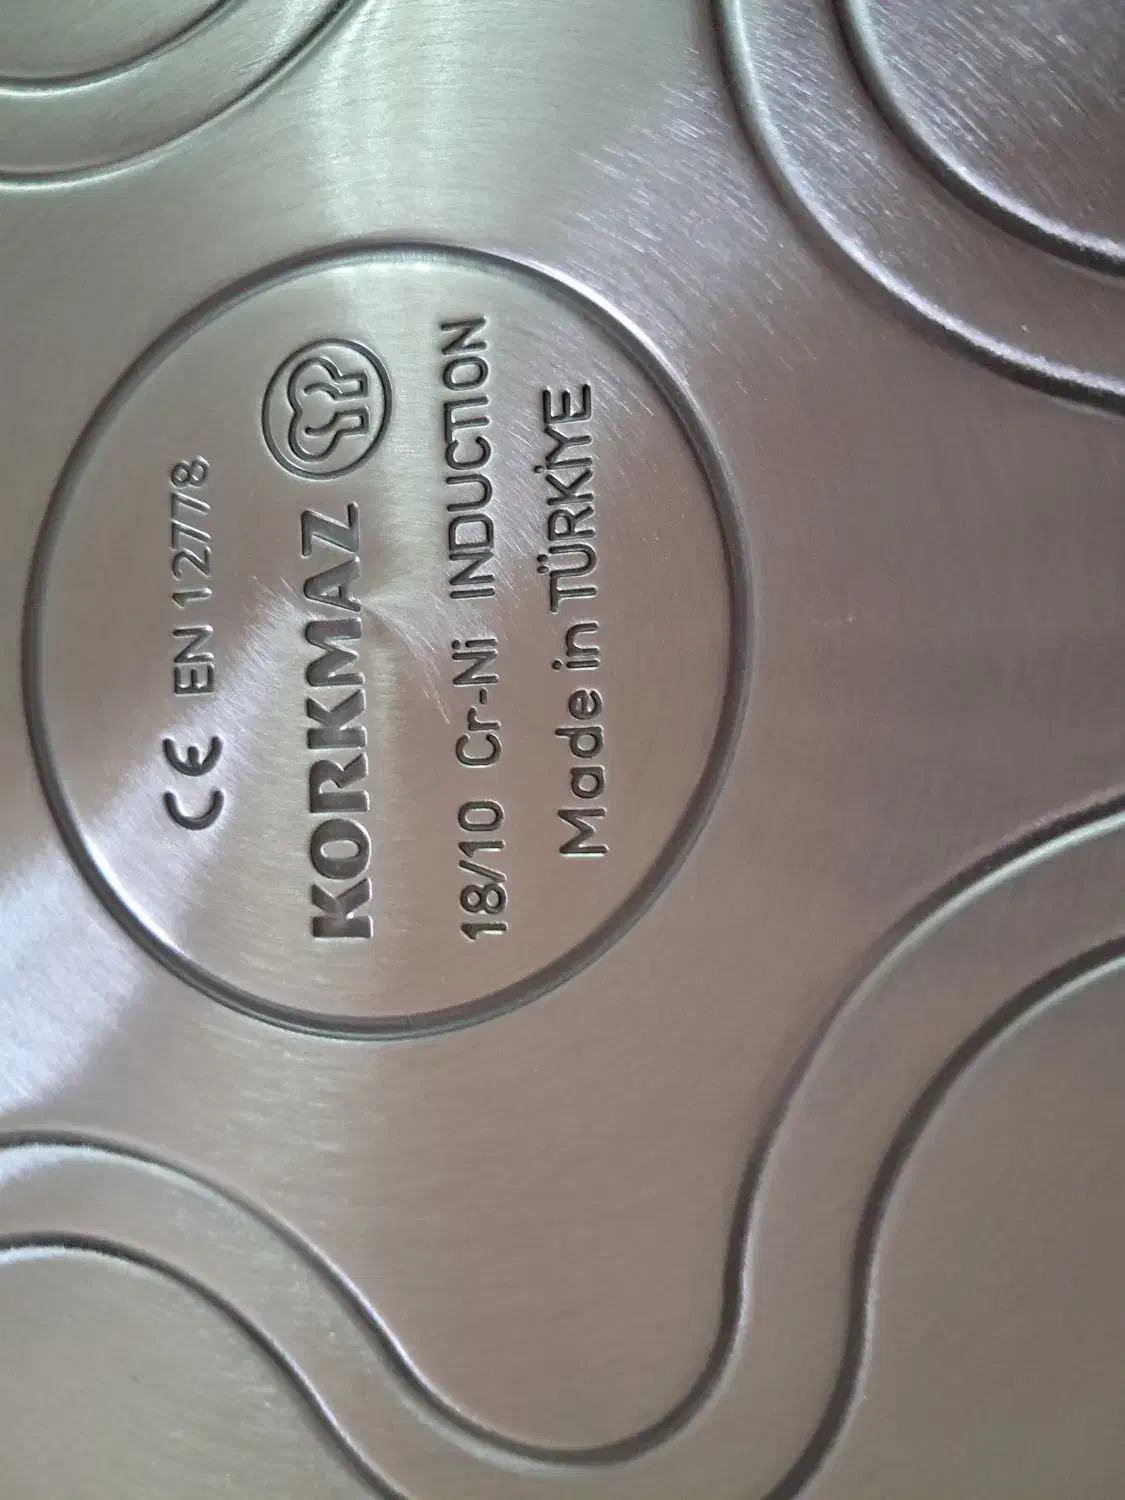 CE EN 12778
KORKMAZ
18/10 Cr-Ni INDUCTION
Made in TÜRKİYE